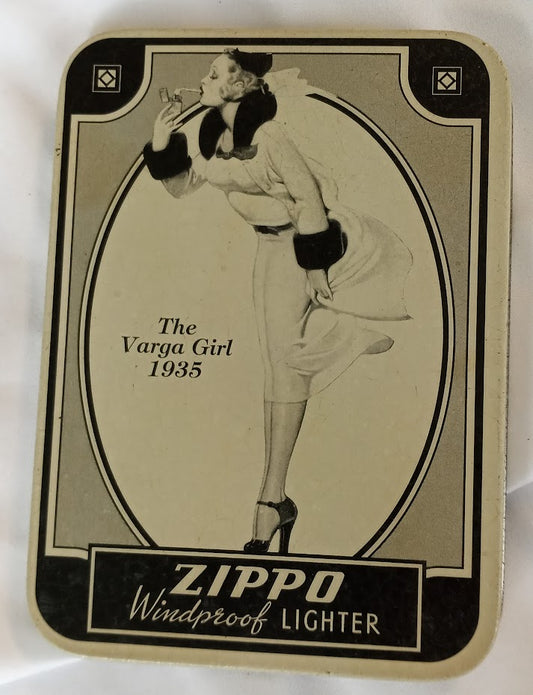 The
Varga Girl
1935
ZIPPO
Windproof LIGHTER